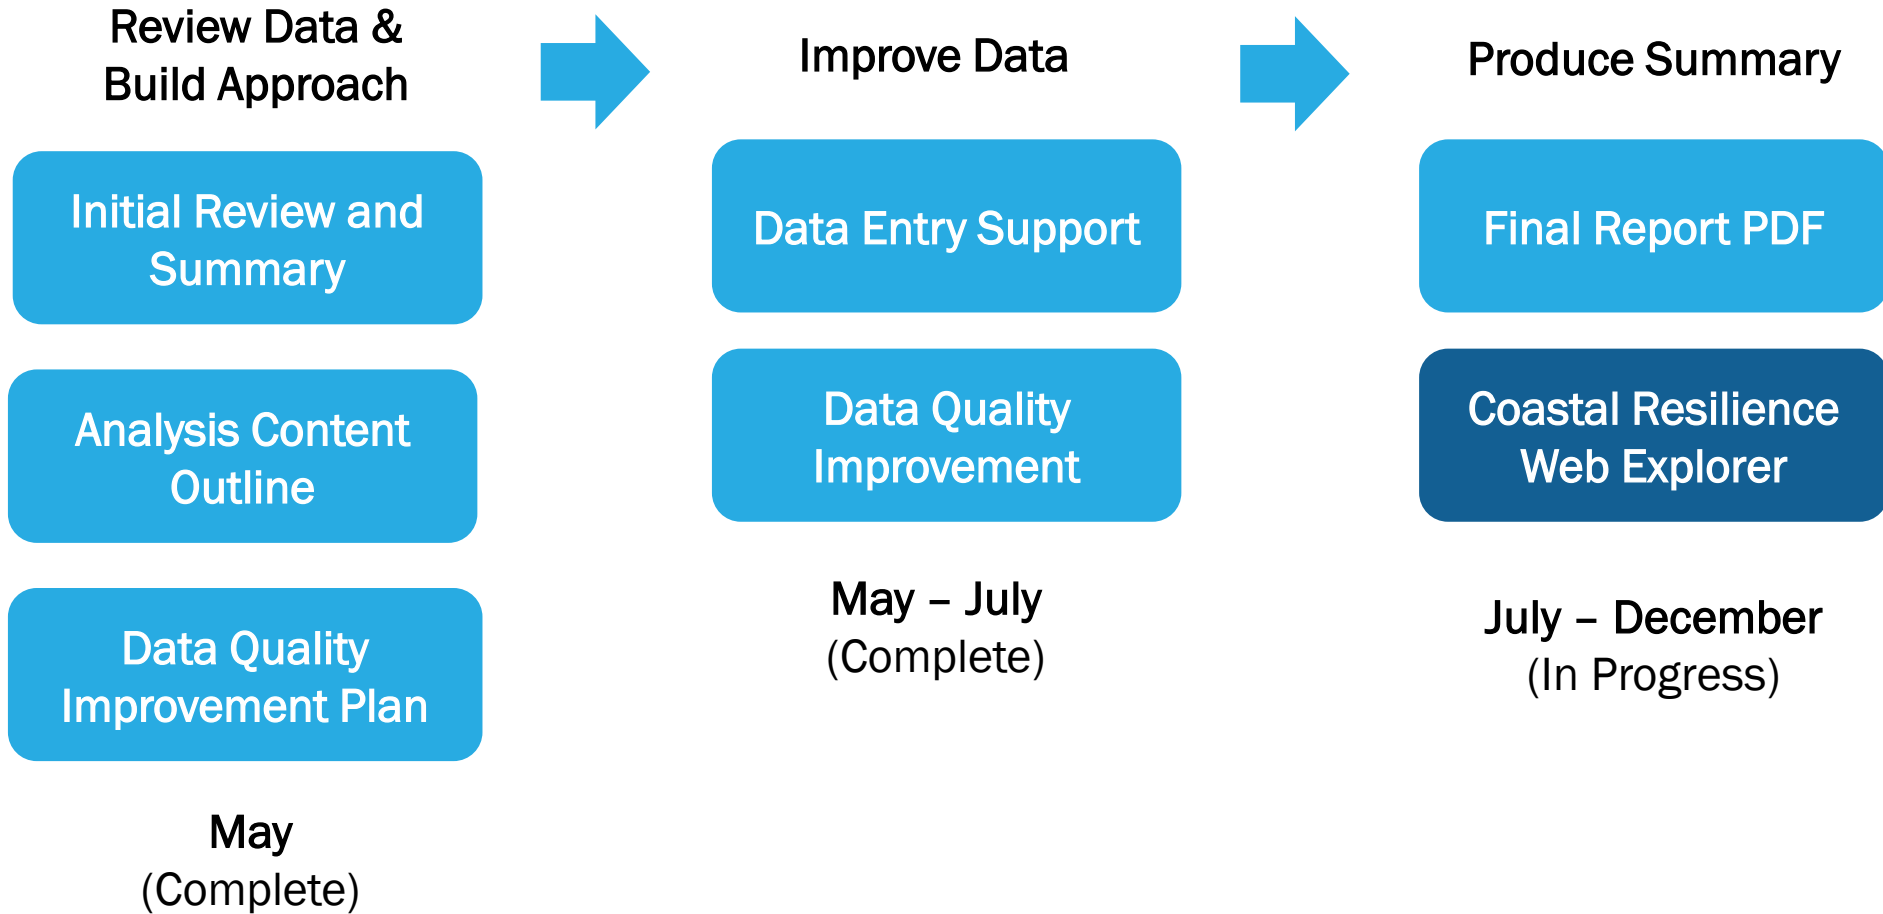 Review Data &
Build Approach
Initial Review and
Summary
Analysis Content
Outline
Data Quality
Improvement Plan
May
(Complete)
Improve Data
Data Entry Support
Data Quality
Improvement
May – July
(Complete)
Produce Summary
Final Report PDF
Coastal Resilience
Web Explorer
July – December
(In Progress)